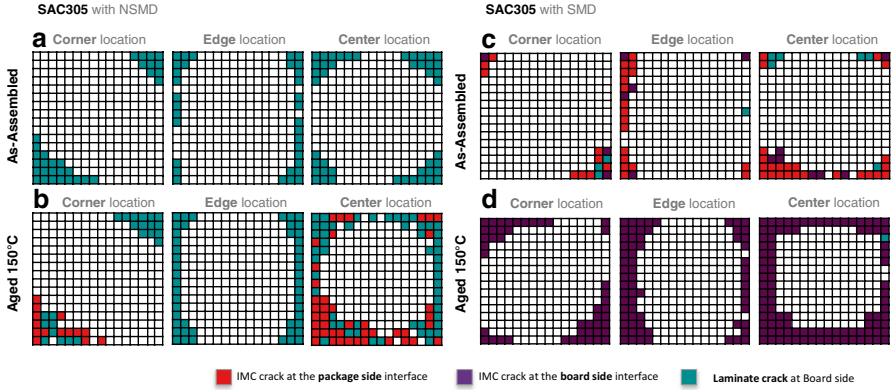 SAC305 with NSMD
SAC305 with SMD
a
c
Corner location
Edge location
Center location
Corner location
Edge location
Center location
As-Assembled
As-Assembled
b
d
Corner location
Edge location
Center location
Corner location
Edge location
Center location
Aged 150°C
Aged 150°C
IMC crack at the package side interface
IMC crack at the board side interface
Laminate crack at Board side